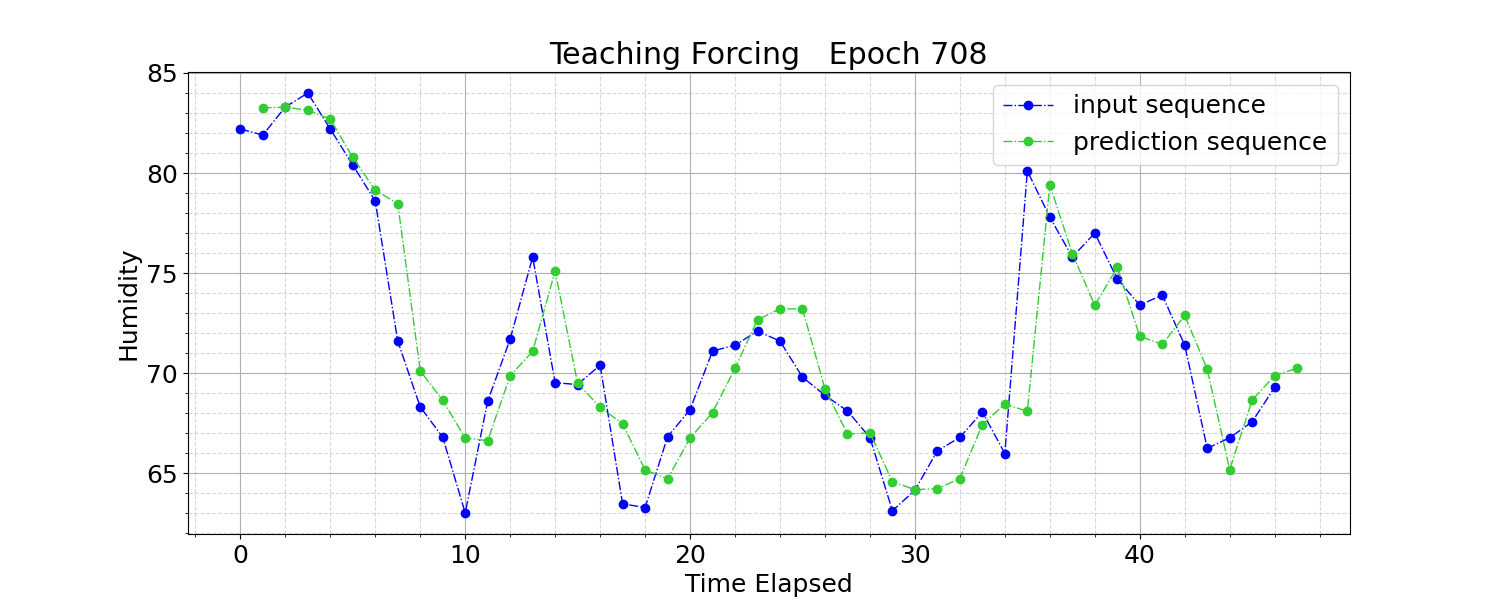 Teaching Forcing   Epoch 708
85
80
75
70
65
Humidity
input sequence
prediction sequence
0 10 20 30 40
Time Elapsed